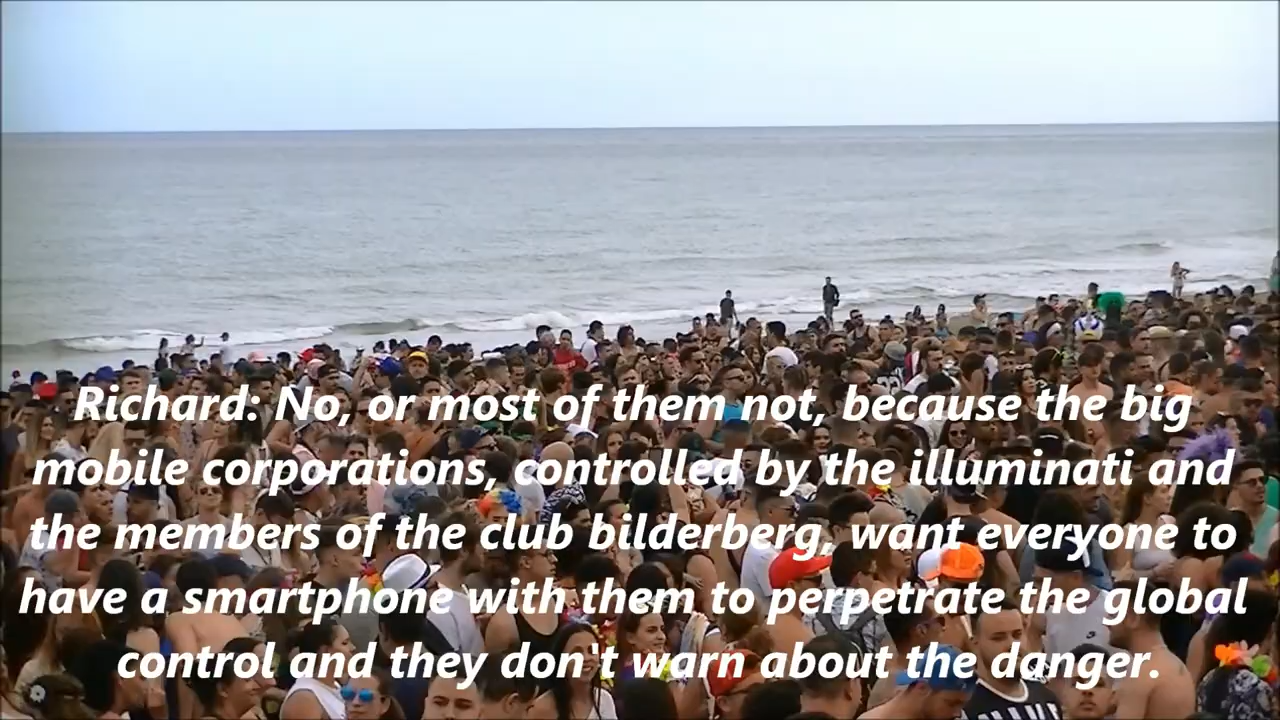 Richard: No, or most of them not, because the big
mobile corporations, controlled by the illuminati and
the members of the club bilderberg, want everyone to
have a smartphone with them to perpetrate the global
control and they don't warn about the danger.